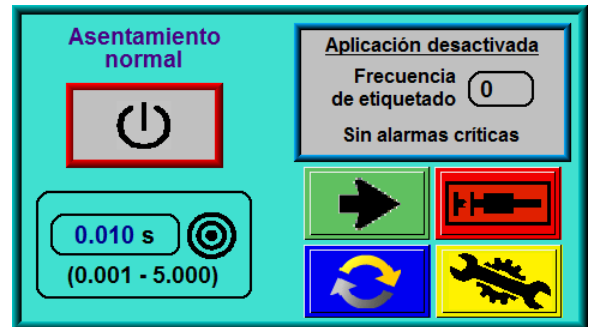 Asentamiento
normal
0.010 s
(0.001 - 5.000)
Aplicación desactivada
Frecuencia
de etiquetado 0
Sin alarmas críticas